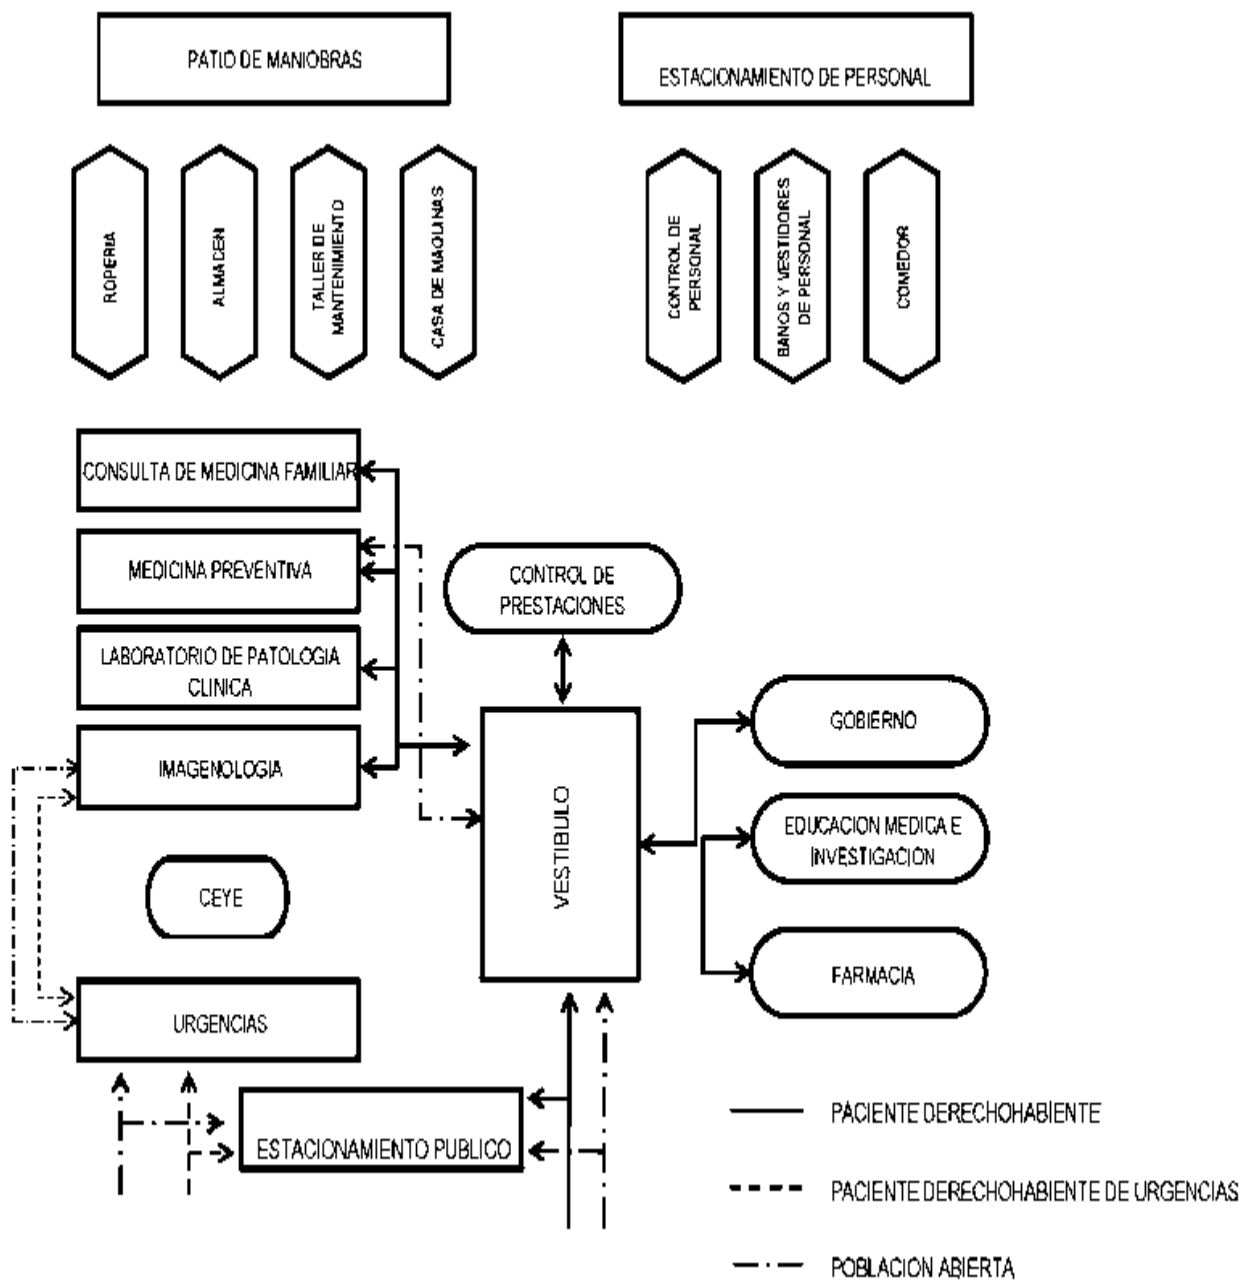 PATIO DE MANIOBRAS
ESTACIONAMIENTO DE PERSONAL
ROPERIA
ALMACEN
TALLER DE
MANTENIMIENTO
CASA DE MAQUINAS
CONTROL DE
PERSONAL
BANOS Y VESTIDORES
DE PERSONAL
COMEDOR
CONSULTA DE MEDICINA FAMILIAR
MEDICINA PREVENTIVA
CONTROL DE
PRESTACIONES
LABORATORIO DE PATOLOGIA
CLINICA
GOBIERNO
IMAGENOLOGIA
VESTIBULO
EDUCACION MEDICA E
INVESTIGACION
CEYE
FARMACIA
URGENCIAS
ESTACIONAMIENTO PUBLICO
PACIENTE DERECHOHABIENTE
PACIENTE DERECHOHABIENTE DE URGENCIAS
POBLACION ABIERTA